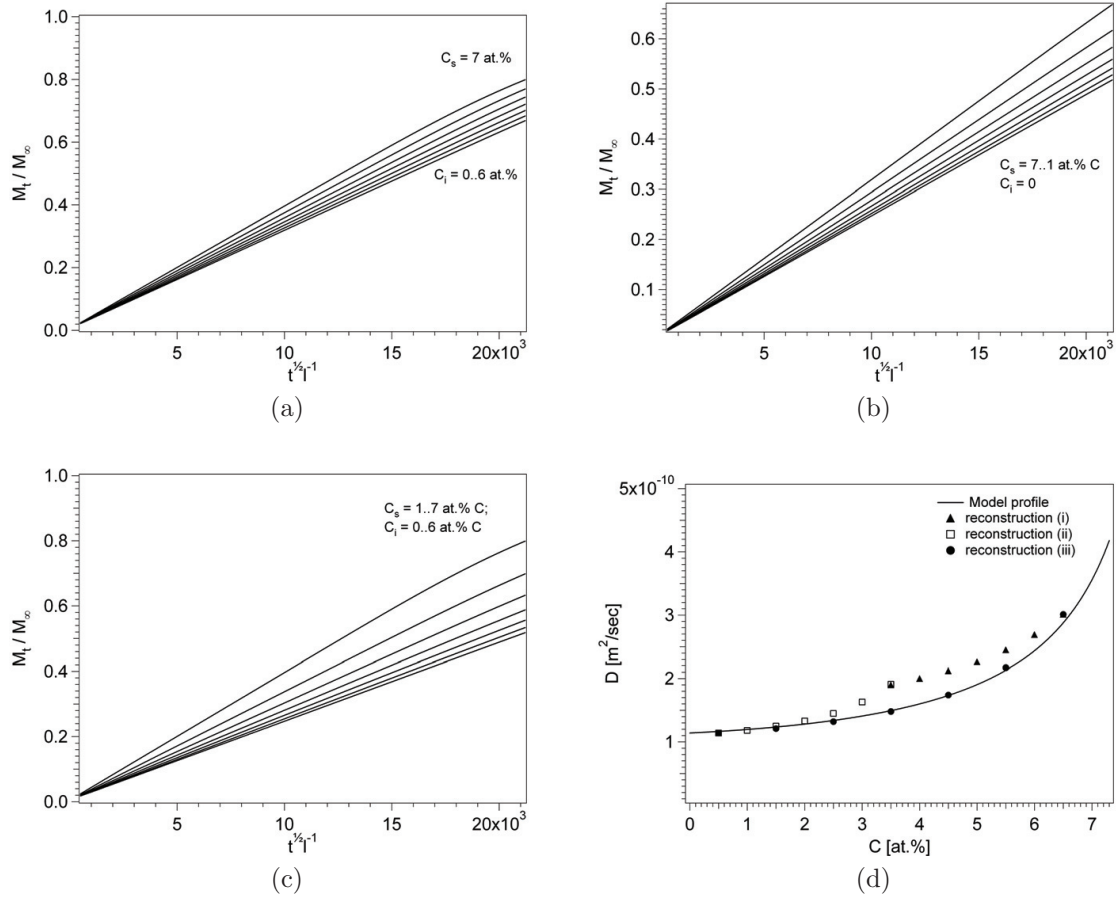 1.0
0.8
0.6
0.4
0.2
0.0
M_t / M_∞
C_s = 7 at.%
C_i = 0..6 at.%
5 10 15 20x10³
t^½ l^-1
(a)
0.6
0.5
0.4
0.3
0.2
0.1
M_t / M_∞
C_s = 7..1 at.% C
C_i = 0
5 10 15 20x10³
t^½ l^-1
(b)
1.0
0.8
0.6
0.4
0.2
0.0
M_t / M_∞
C_s = 1..7 at.% C;
C_i = 0..6 at.% C
5 10 15 20x10³
t^½ l^-1
(c)
5x10^-10
4
3
2
1
D [m²/sec]
Model profile
reconstruction (i)
reconstruction (ii)
reconstruction (iii)
0 1 2 3 4 5 6 7
C [at.%]
(d)